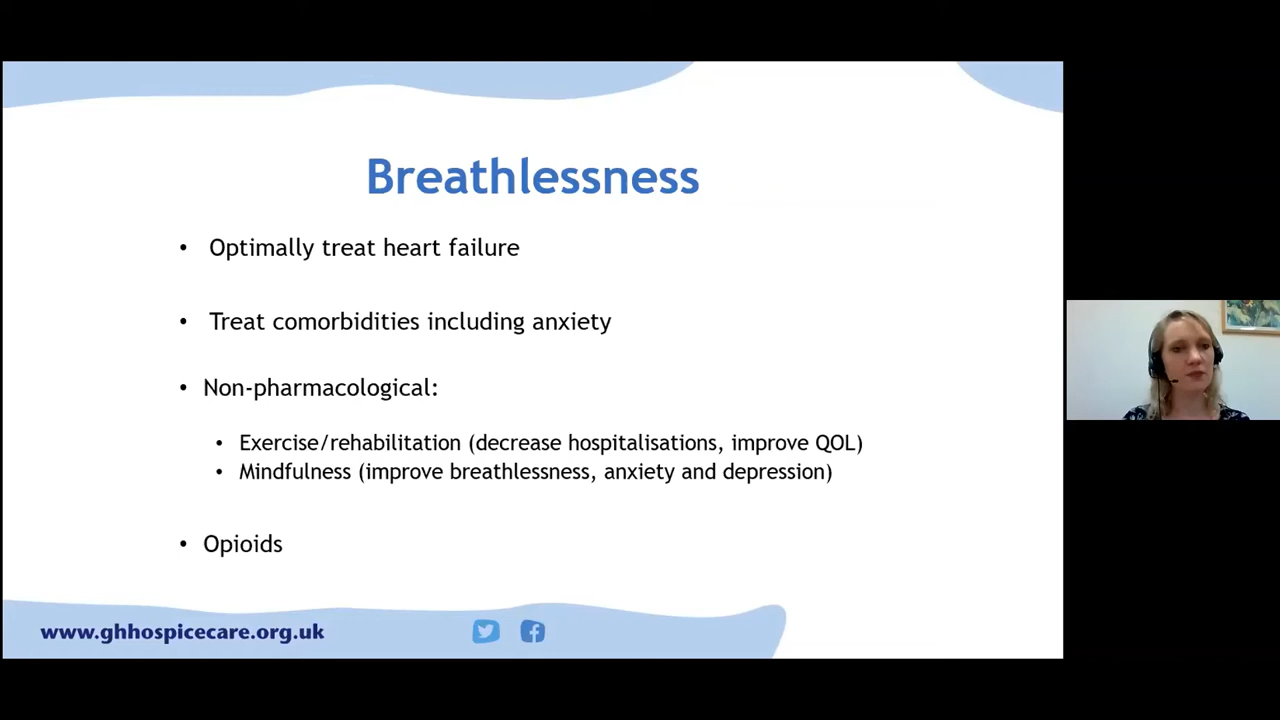 Breathlessness
• Optimally treat heart failure
• Treat comorbidities including anxiety
• Non-pharmacological:
• Exercise/rehabilitation (decrease hospitalisations, improve QOL)
• Mindfulness (improve breathlessness, anxiety and depression)
• Opioids
www.ghhospicecare.org.uk